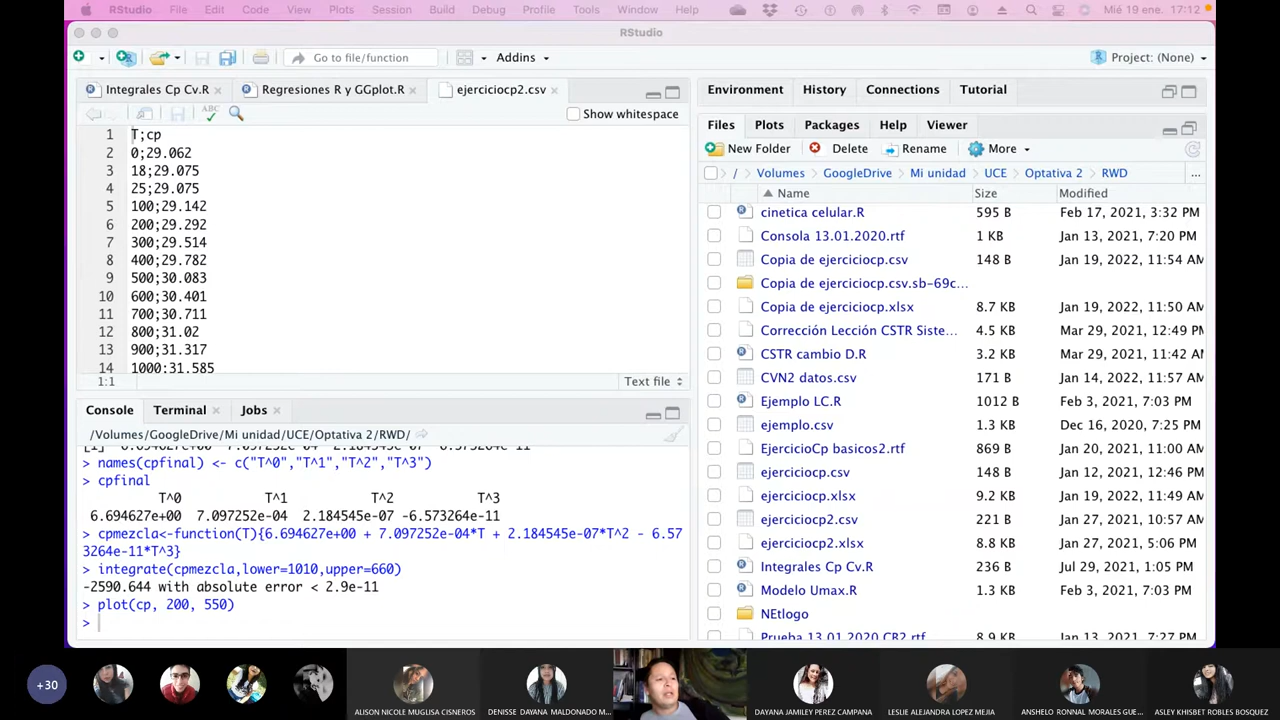 RStudio File Edit Code View Plots Session Build Debug Profile Tools Window Help Mié 19 ene. 17:12
RStudio
Go to file/function Addins Project: (None)
Integrales Cp Cv.R Regresiones R y GGplot.R ejerciciocp2.csv
Show whitespace
1 T;cp
2 0;29.062
3 18;29.075
4 25;29.075
5 100;29.142
6 200;29.292
7 300;29.514
8 400;29.782
9 500;30.083
10 600;30.401
11 700;30.711
12 800;31.02
13 900;31.317
14 1000;31.585
1:1 Text file
Console Terminal Jobs
/Volumes/GoogleDrive/Mi unidad/UCE/Optativa 2/RWD/
> names(cpfinal) <- c("T^0","T^1","T^2","T^3")
> cpfinal
T^0 T^1 T^2 T^3
6.694627e+00 7.097252e-04 2.184545e-07 -6.573264e-11
> cpmezcla<-function(T){6.694627e+00 + 7.097252e-04*T + 2.184545e-07*T^2 - 6.57
3264e-11*T^3}
> integrate(cpmezcla,lower=1010,upper=660)
-2590.644 with absolute error < 2.9e-11
> plot(cp, 200, 550)
>
Environment History Connections Tutorial
Files Plots Packages Help Viewer
New Folder Delete Rename More
/ Volumes GoogleDrive Mi unidad UCE Optativa 2 RWD ...
Name Size Modified
cinetica celular.R 595 B Feb 17, 2021, 3:32 PM
Consola 13.01.2020.rtf 1 KB Jan 13, 2021, 7:20 PM
Copia de ejerciciocp.csv 148 B Jan 19, 2022, 11:54 AM
Copia de ejerciciocp.csv.sb-69c...
Copia de ejerciciocp.xlsx 8.7 KB Jan 19, 2022, 11:50 AM
Corrección Lección CSTR Siste... 4.5 KB Mar 29, 2021, 12:49 PM
CSTR cambio D.R 3.2 KB Mar 29, 2021, 11:42 AM
CVN2 datos.csv 171 B Jan 14, 2022, 11:57 AM
Ejemplo LC.R 1012 B Feb 3, 2021, 7:03 PM
ejemplo.csv 1.3 KB Dec 16, 2020, 7:25 PM
EjercicioCp basicos2.rtf 869 B Jan 20, 2021, 11:00 AM
ejerciciocp.csv 148 B Jan 12, 2022, 12:46 PM
ejerciciocp.xlsx 9.2 KB Jan 19, 2022, 11:49 AM
ejerciciocp2.csv 221 B Jan 27, 2021, 10:57 AM
ejerciciocp2.xlsx 8.8 KB Jan 27, 2021, 5:06 PM
Integrales Cp Cv.R 236 B Jul 29, 2021, 1:05 PM
Modelo Umax.R 1.3 KB Feb 3, 2021, 7:03 PM
NEtlogo
Prueba 13.01.2020 CR2.rtf 8.9 KB Jan 13, 2021, 7:27 PM
+30 ALISON NICOLE MUGLISA CISNEROS DENISSE DAYANA MALDONADO M... DAYANA JAMILEY PEREZ CAMPANA LESLIE ALEJANDRA LOPEZ MEJIA ANSHELO RONNAL MORALES GUE... ASLEY KHISBET ROBLES BOSQUEZ